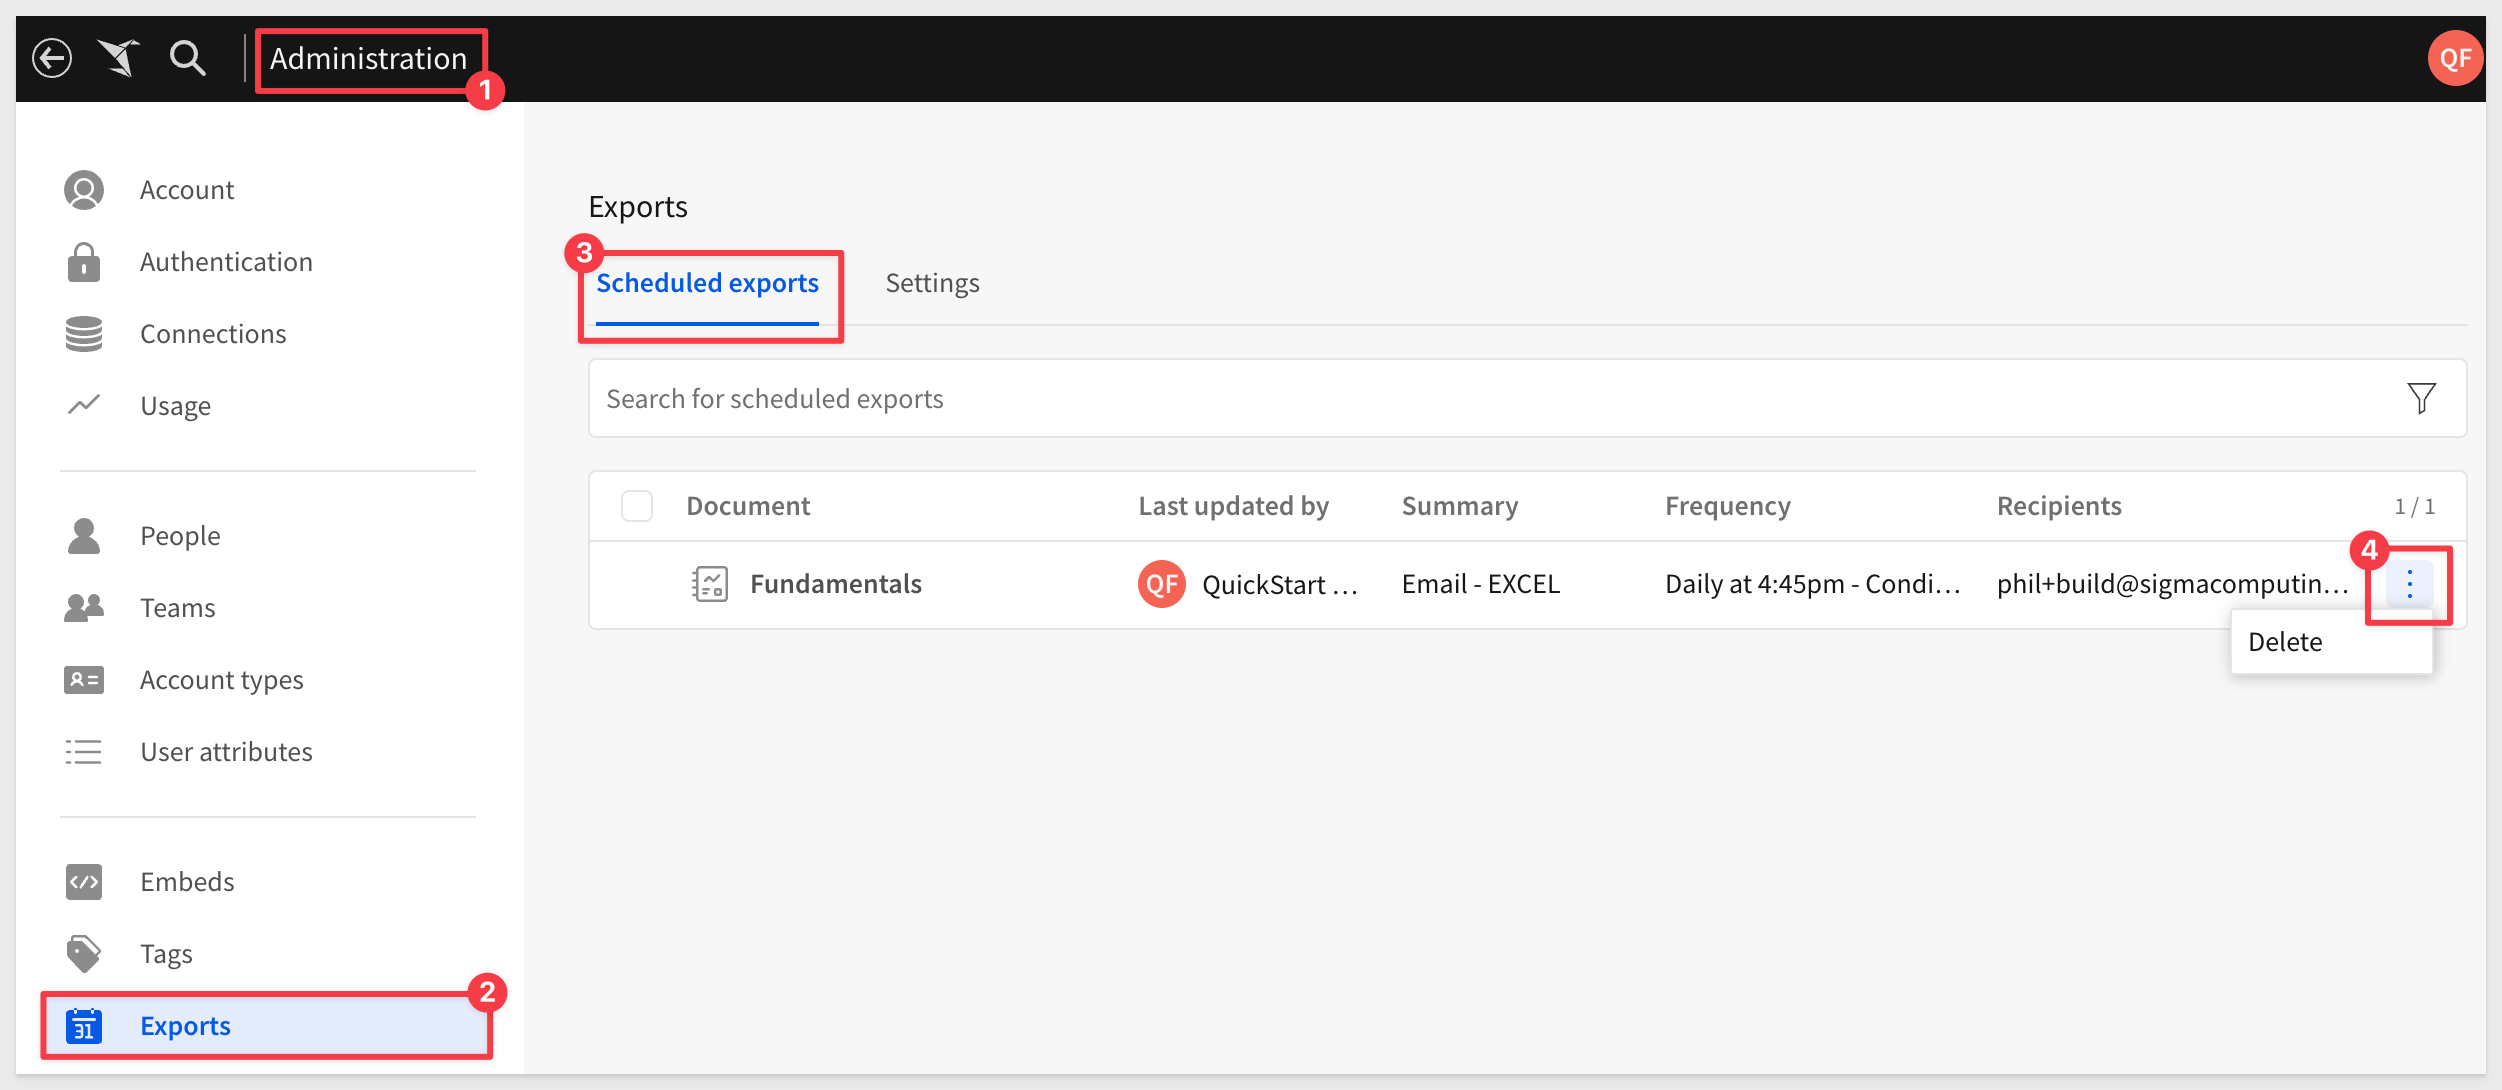 Administration
1
QF
Account
Authentication
Connections
Usage
People
Teams
Account types
User attributes
Embeds
Tags
2
31
Exports
Exports
3
Scheduled exports
Settings
Search for scheduled exports
Document
Last updated by
Summary
Frequency
Recipients
1 / 1
4
Fundamentals
QF
QuickStart ...
Email - EXCEL
Daily at 4:45pm - Condi...
phil+build@sigmacomputin...
Delete